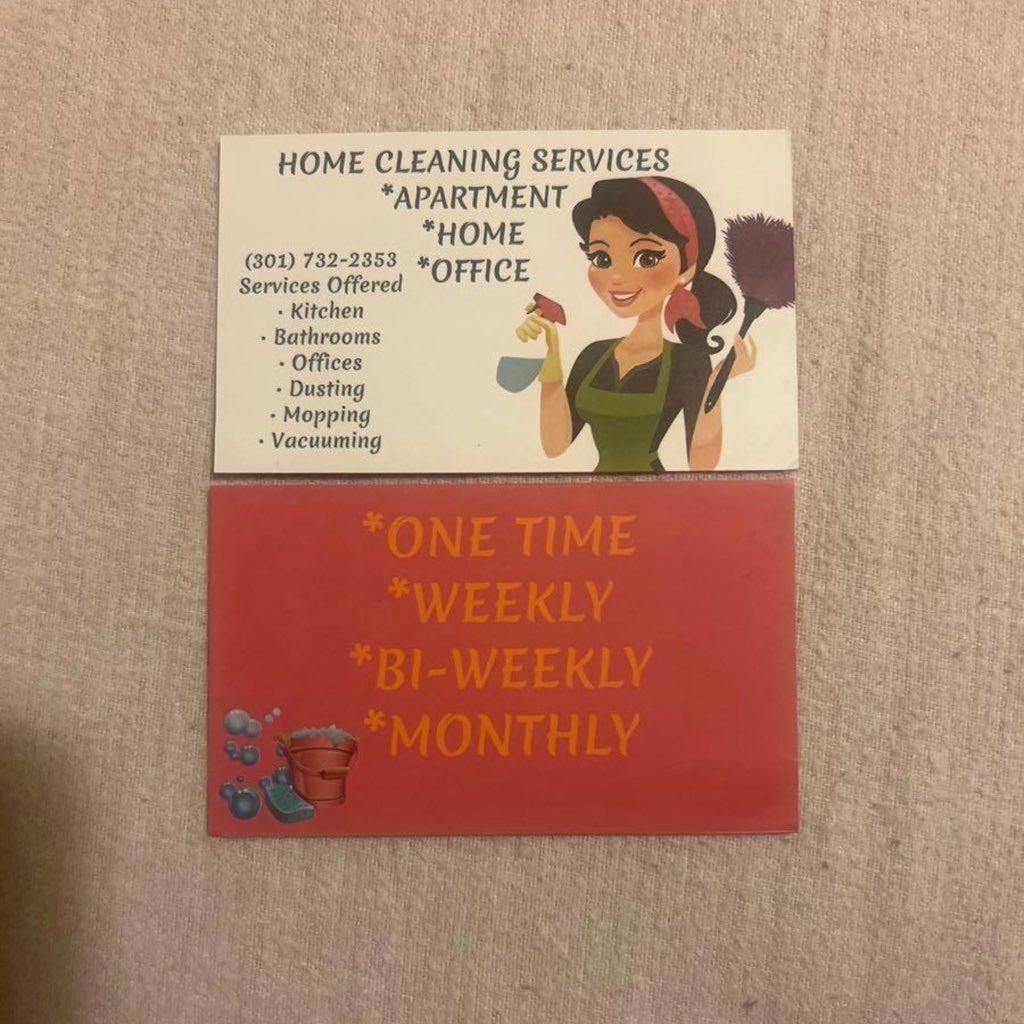 HOME CLEANING SERVICES
*APARTMENT
*HOME
*OFFICE
(301) 732-2353
Services Offered
· Kitchen
· Bathrooms
· Offices
· Dusting
· Mopping
· Vacuuming
*ONE TIME
*WEEKLY
*BI-WEEKLY
*MONTHLY